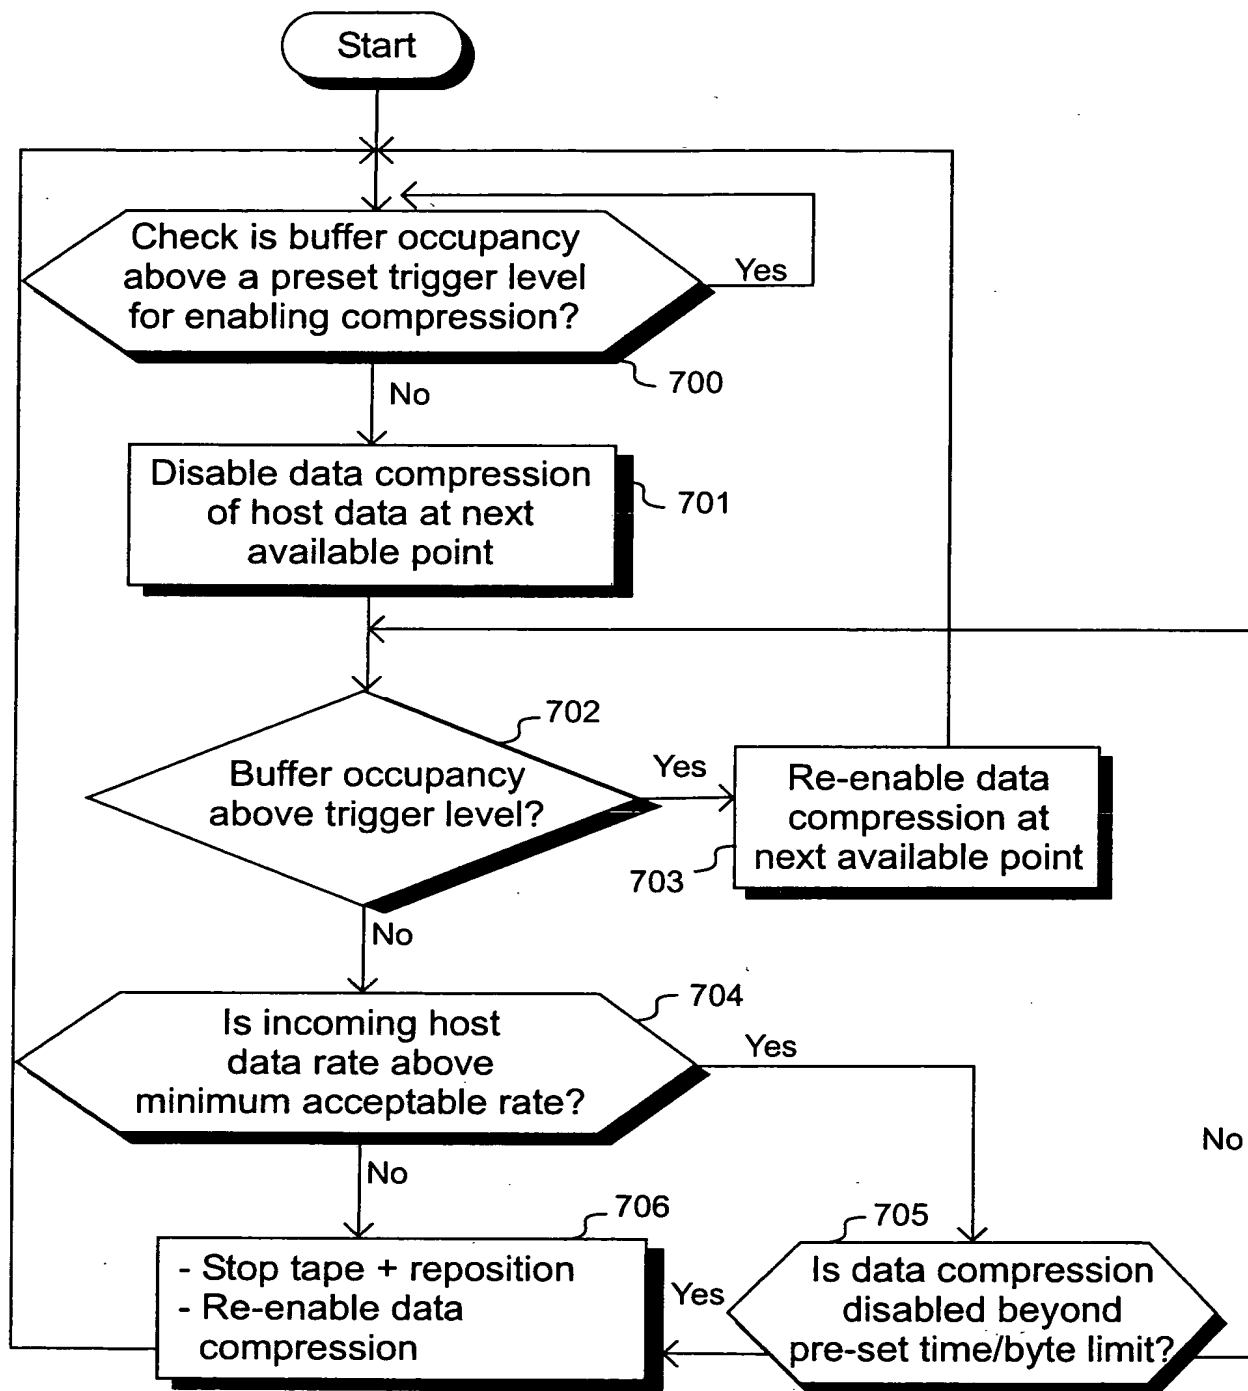 Start
Check is buffer occupancy
above a preset trigger level
for enabling compression?
Yes
700
No
Disable data compression
of host data at next
available point
701
702
Buffer occupancy
above trigger level?
Yes
Re-enable data
compression at
next available point
703
No
704
Is incoming host
data rate above
minimum acceptable rate?
Yes
No
No
706
- Stop tape + reposition
- Re-enable data
compression
705
Yes
Is data compression
disabled beyond
pre-set time/byte limit?